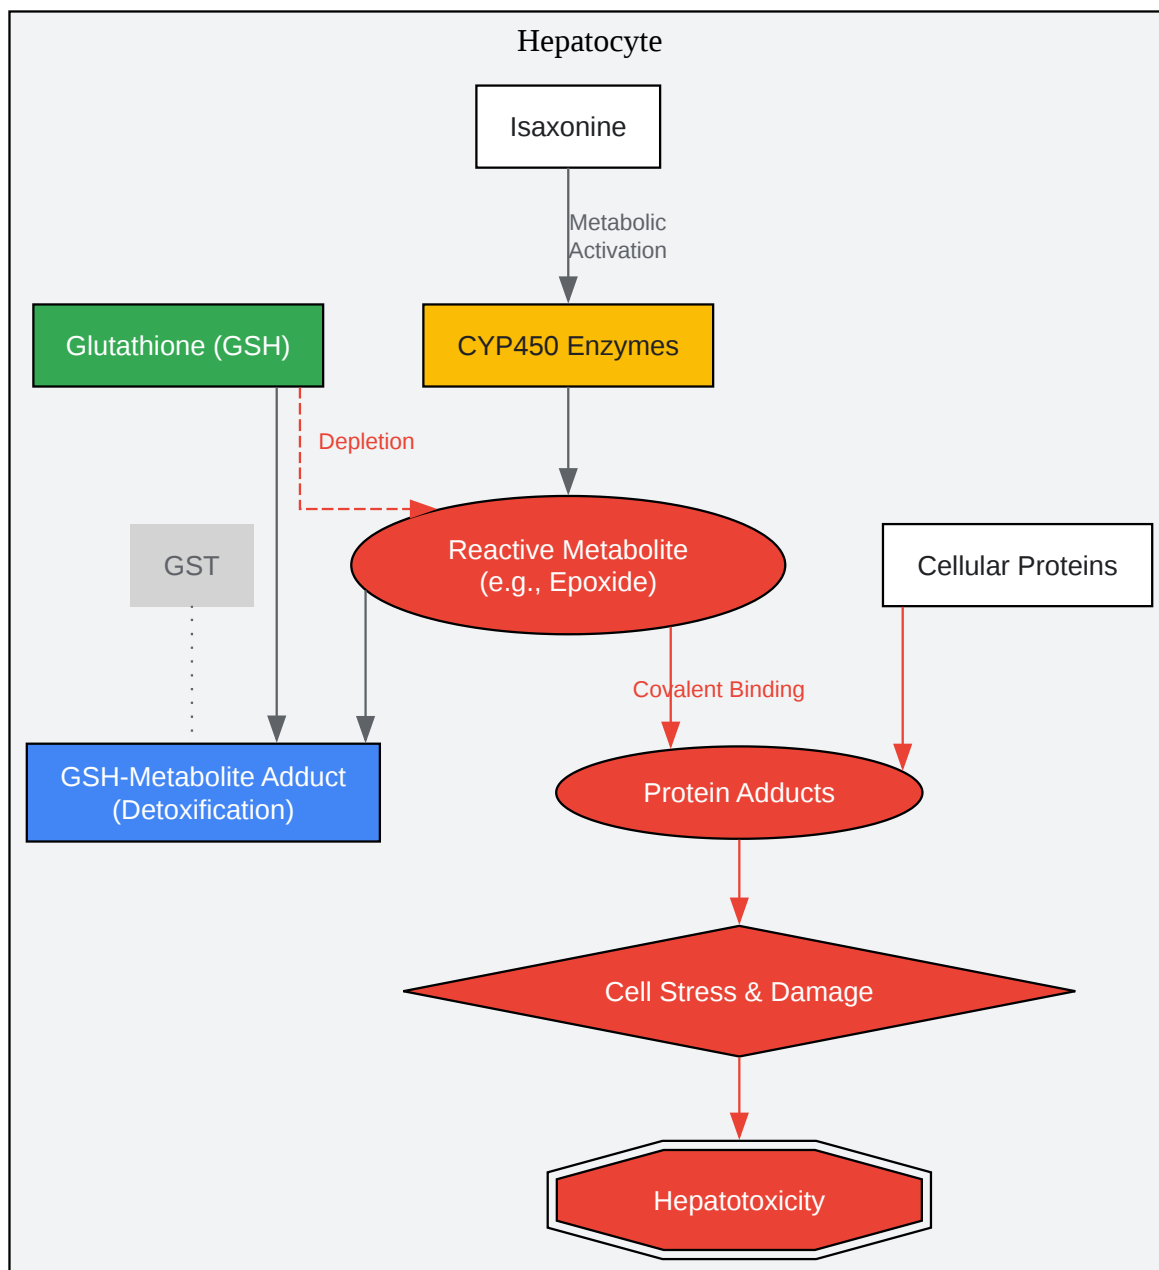 Hepatocyte
Isaxonine
Metabolic
Activation
Glutathione (GSH)
CYP450 Enzymes
Depletion
GST
Reactive Metabolite
(e.g., Epoxide)
Cellular Proteins
Covalent Binding
GSH-Metabolite Adduct
(Detoxification)
Protein Adducts
Cell Stress & Damage
Hepatotoxicity